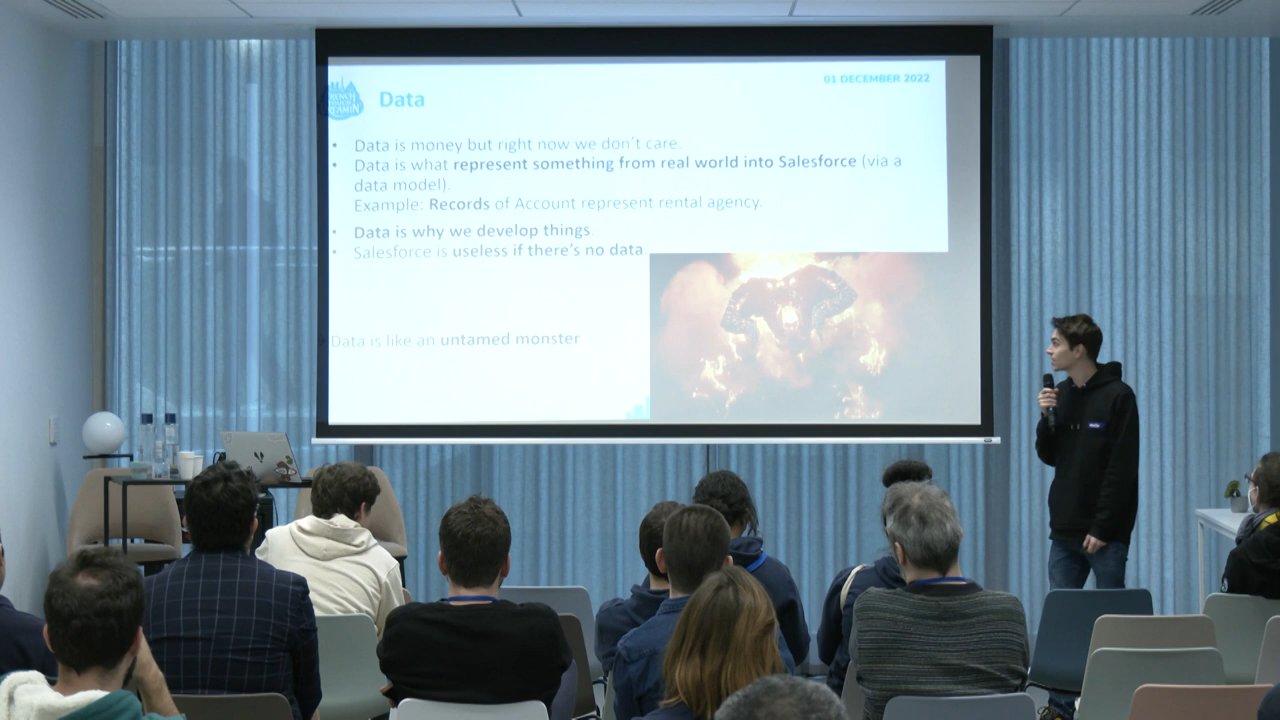 01 DECEMBER 2022
Data
• Data is money but right now we don't care.
• Data is what represent something from real world into Salesforce (via a
data model).
Example: Records of Account represent rental agency.
• Data is why we develop things.
• Salesforce is useless if there's no data
Data is like an untamed monster